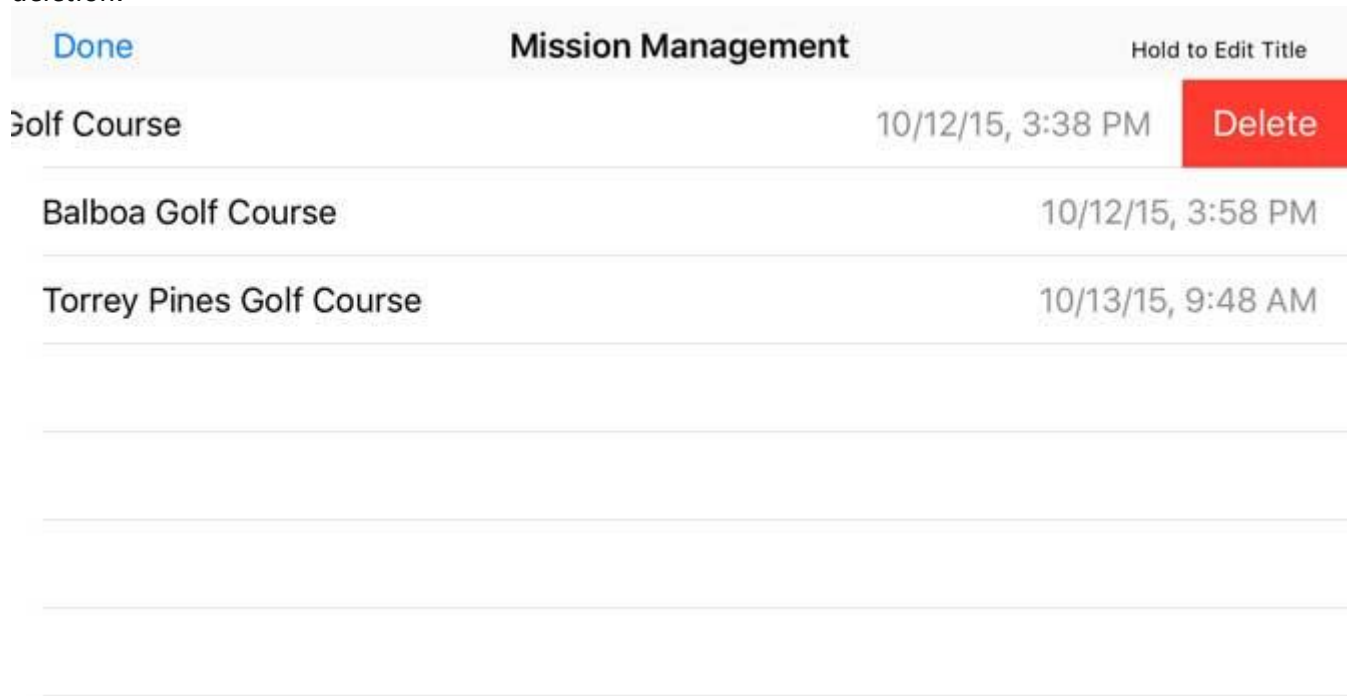 Done Mission Management Hold to Edit Title
Golf Course 10/12/15, 3:38 PM Delete
Balboa Golf Course 10/12/15, 3:58 PM
Torrey Pines Golf Course 10/13/15, 9:48 AM